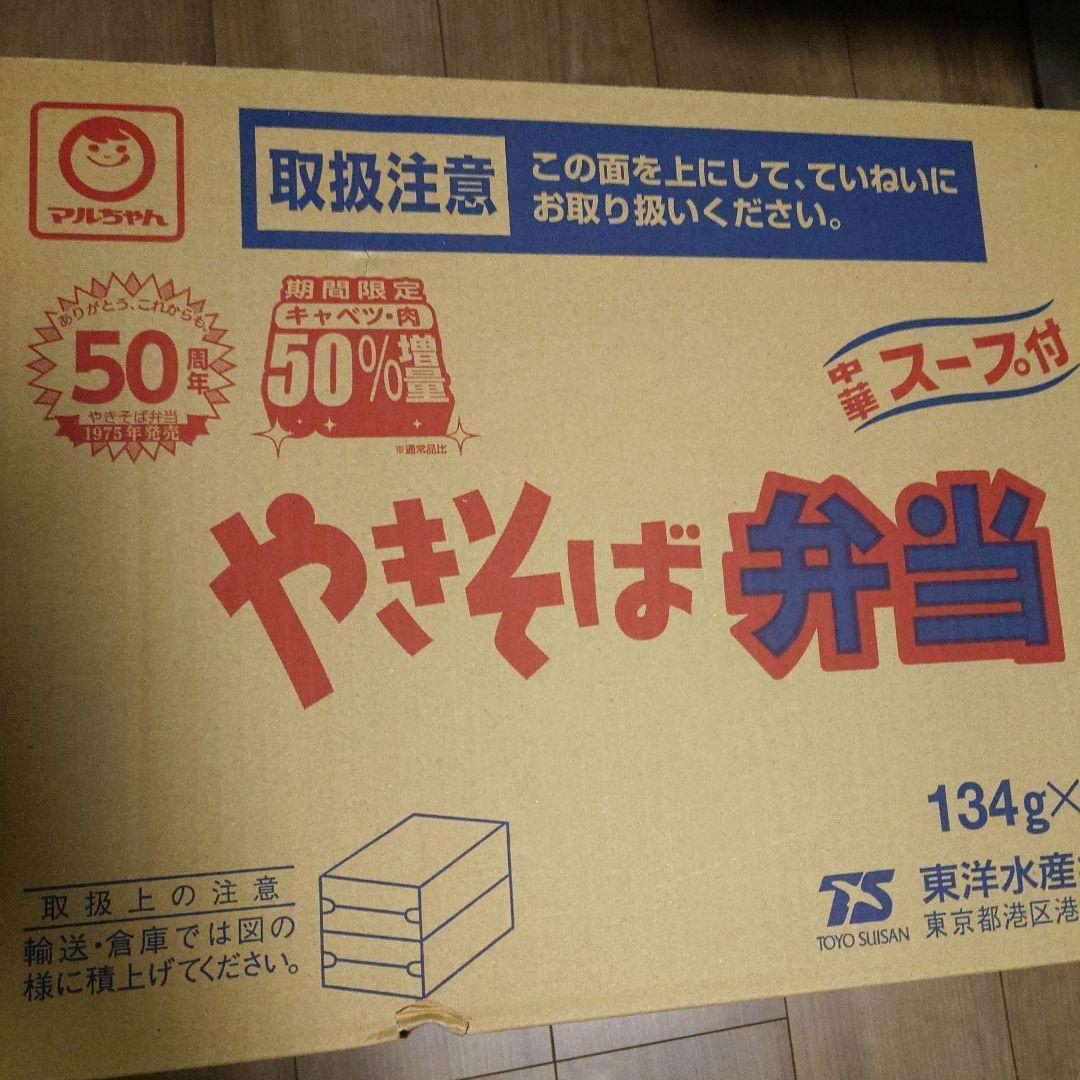 マルちゃん
取扱注意
この面を上にして、ていねいに
お取り扱いください。
ありがとう、これからも。
50周年
やきそば弁当
1975年発売
期間限定
キャベツ・肉
50%増量
※通常品比
中華スープ付
やきそば弁当
134g×
取扱上の注意
輸送・倉庫では図の
様に積上げてください。
TS
TOYO SUISAN
東洋水産
東京都港区港